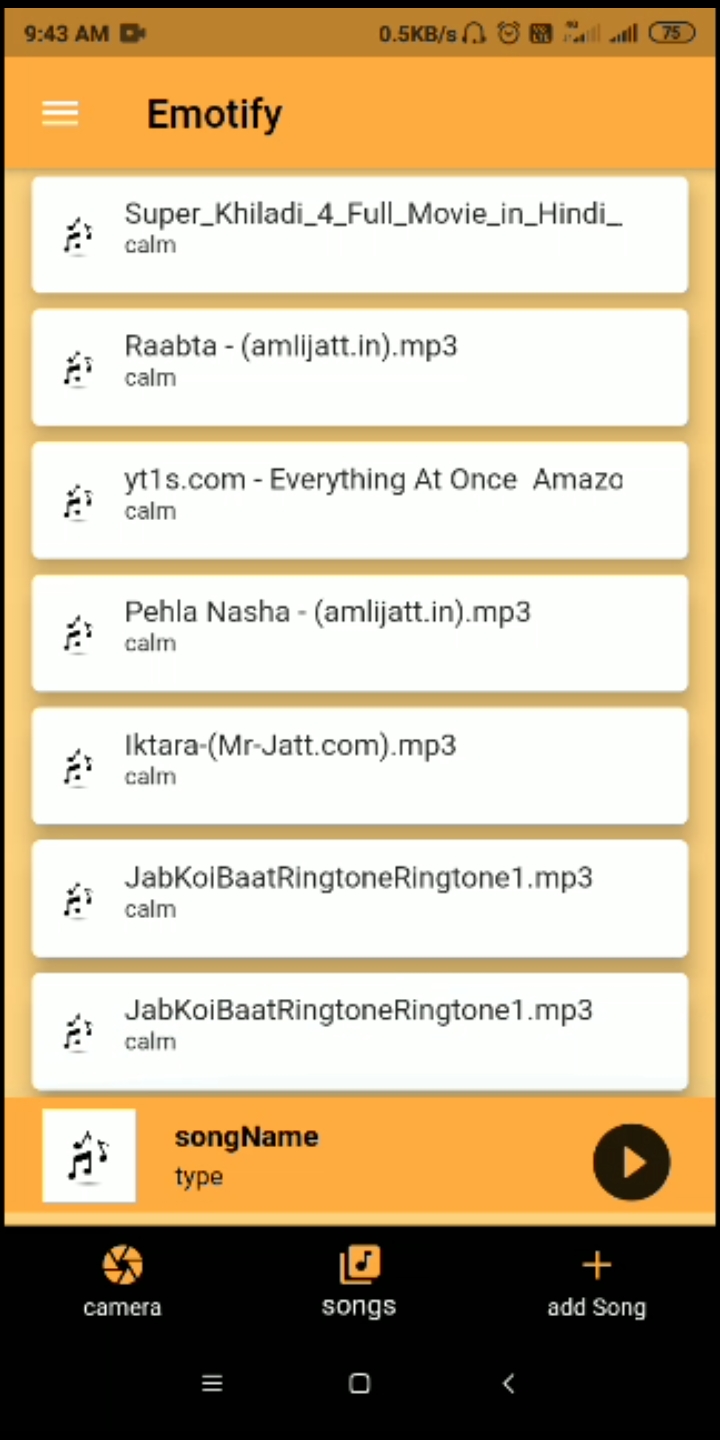 9:43 AM 0.5KB/s 75
Emotify
Super_Khiladi_4_Full_Movie_in_Hindi_
calm
Raabta - (amlijatt.in).mp3
calm
yt1s.com - Everything At Once  Amazo
calm
Pehla Nasha - (amlijatt.in).mp3
calm
Iktara-(Mr-Jatt.com).mp3
calm
JabKoiBaatRingtoneRingtone1.mp3
calm
JabKoiBaatRingtoneRingtone1.mp3
calm
songName
type
camera songs add Song